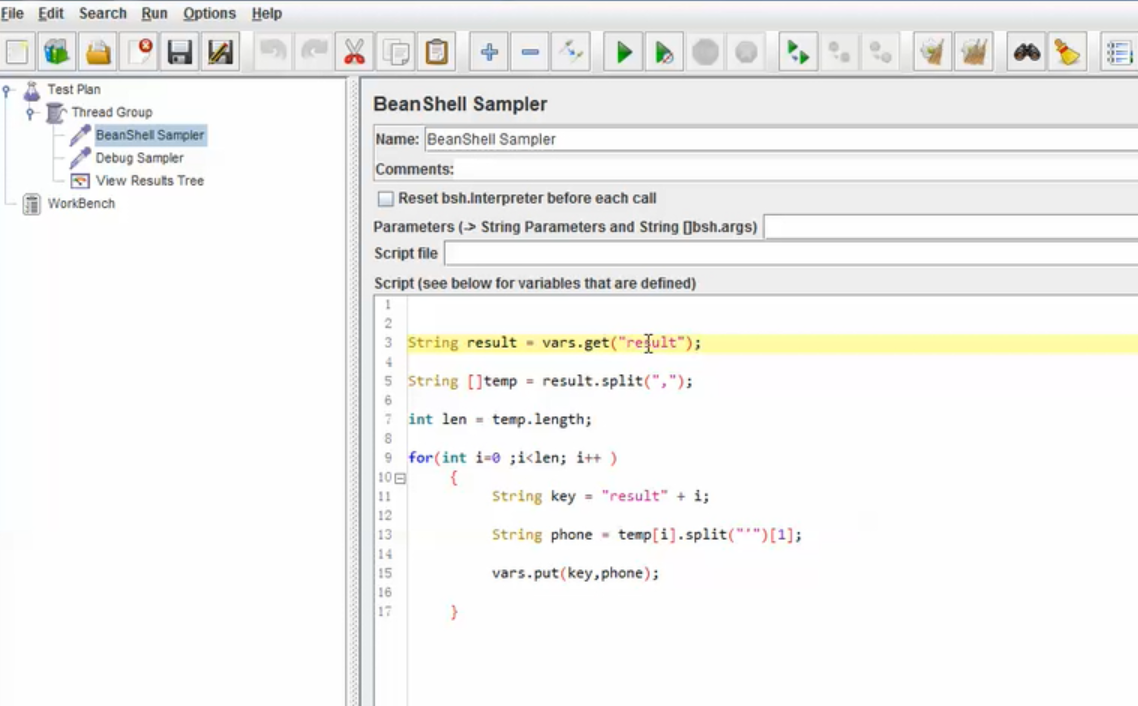 File Edit Search Run Options Help
Test Plan
Thread Group
BeanShell Sampler
Debug Sampler
View Results Tree
WorkBench
BeanShell Sampler
Name: BeanShell Sampler
Comments:
Reset bsh.Interpreter before each call
Parameters (-> String Parameters and String []bsh.args)
Script file
Script (see below for variables that are defined)
1
2
3 String result = vars.get("result");
4
5 String []temp = result.split(",");
6
7 int len = temp.length;
8
9 for(int i=0 ;i<len; i++ )
10 {
11 String key = "result" + i;
12
13 String phone = temp[i].split("'")[1];
14
15 vars.put(key,phone);
16
17 }